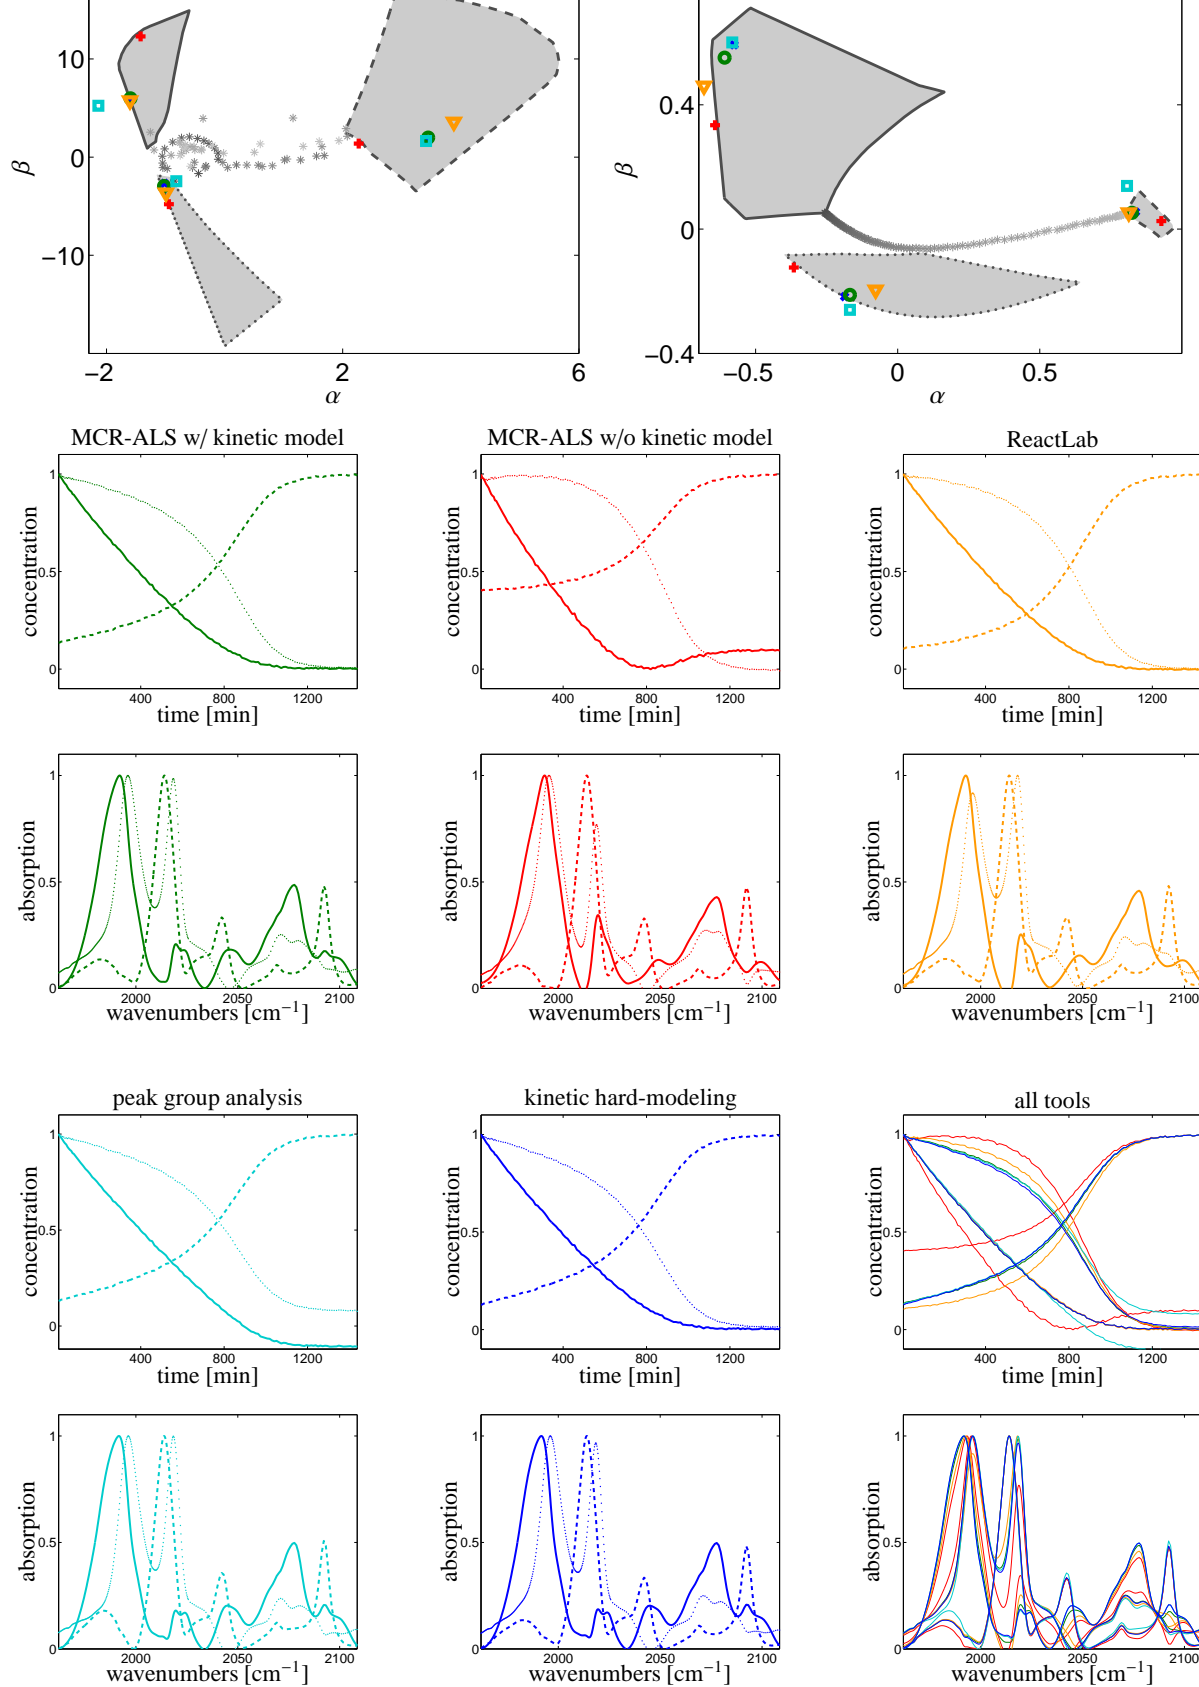 10
0
−10
β
−2
2
6
α
0.4
0
−0.4
β
−0.5
0
0.5
α
MCR-ALS w/ kinetic model
MCR-ALS w/o kinetic model
ReactLab
1
0.5
0
concentration
400 800 1200
time [min]
1
0.5
0
concentration
400 800 1200
time [min]
1
0.5
0
concentration
400 800 1200
time [min]
1
0.5
0
absorption
2000 2050 2100
wavenumbers [cm−1]
1
0.5
0
absorption
2000 2050 2100
wavenumbers [cm−1]
1
0.5
0
absorption
2000 2050 2100
wavenumbers [cm−1]
peak group analysis
kinetic hard-modeling
all tools
1
0.5
0
concentration
400 800 1200
time [min]
1
0.5
0
concentration
400 800 1200
time [min]
1
0.5
0
concentration
400 800 1200
time [min]
1
0.5
0
absorption
2000 2050 2100
wavenumbers [cm−1]
1
0.5
0
absorption
2000 2050 2100
wavenumbers [cm−1]
1
0.5
0
absorption
2000 2050 2100
wavenumbers [cm−1]